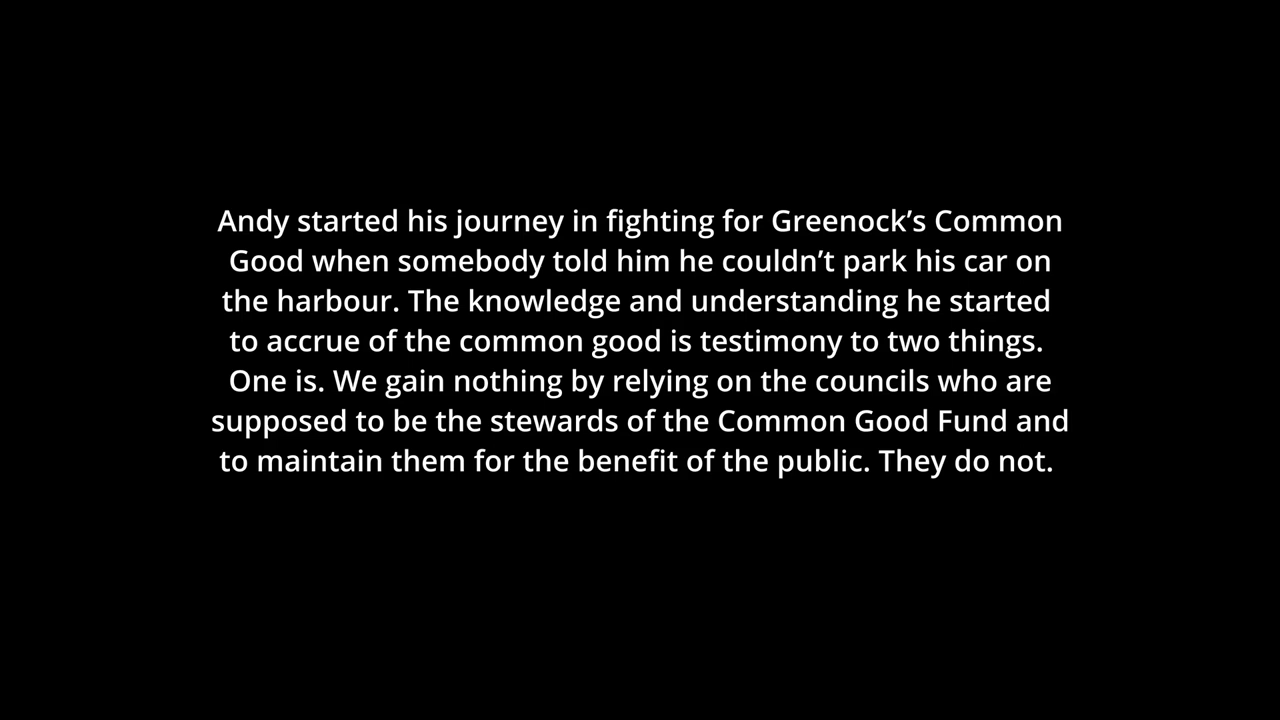 Andy started his journey in fighting for Greenock’s Common
Good when somebody told him he couldn’t park his car on
the harbour. The knowledge and understanding he started
to accrue of the common good is testimony to two things.
One is. We gain nothing by relying on the councils who are
supposed to be the stewards of the Common Good Fund and
to maintain them for the benefit of the public. They do not.